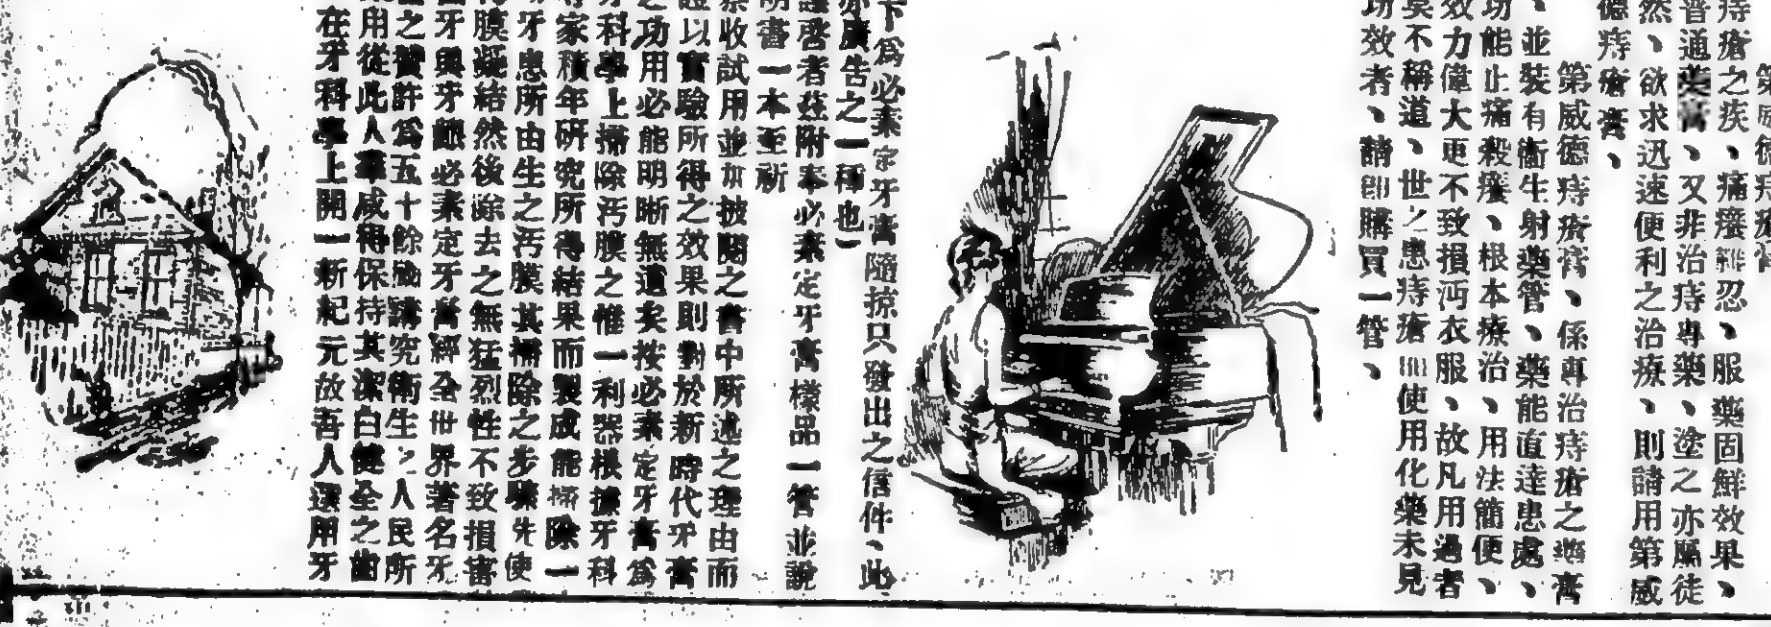 第威德痔瘡膏
痔瘡之疾、痛癢難忍、服藥固鮮效果、
普通藥膏、又非治痔專藥、塗之亦屬徒
然、欲求迅速便利之治療、則請用第威
德痔瘡膏、
第威德痔瘡膏、係專治痔瘡之藥膏
、並裝有衞生射藥管、藥能直達患處、
功能止痛殺癢、根本療治、用法簡便、
效力偉大更不致損汚衣服、故凡用過者
莫不稱道、世之患痔瘡而使用化藥未見
功效者、請即購買一管、
下爲必素定牙膏隨掠只發出之信件、此
亦廣告之一種也）
謹啓者茲附奉必素定牙膏樣品一管並說
明書一本至祈
察收試用並加披閱之書中所述之理由而
證以實驗所得之效果則對於新時代牙膏
之功用必能明晰無遺矣按必素定牙膏爲
牙科學上掃除汚膜之惟一利器根據牙科
專家積年研究所得結果而製成能掃除一
切牙患所由生之汚膜其掃除之步驟先使
汚膜凝結然後除去之無猛烈性不致損害
牙與牙齦必素定牙膏經全世界著名牙
之贊許爲五十餘國講究衞生之人民所
用從此人羣咸得保持其潔白健全之齒
在牙科學上開一新紀元故吾人選用牙